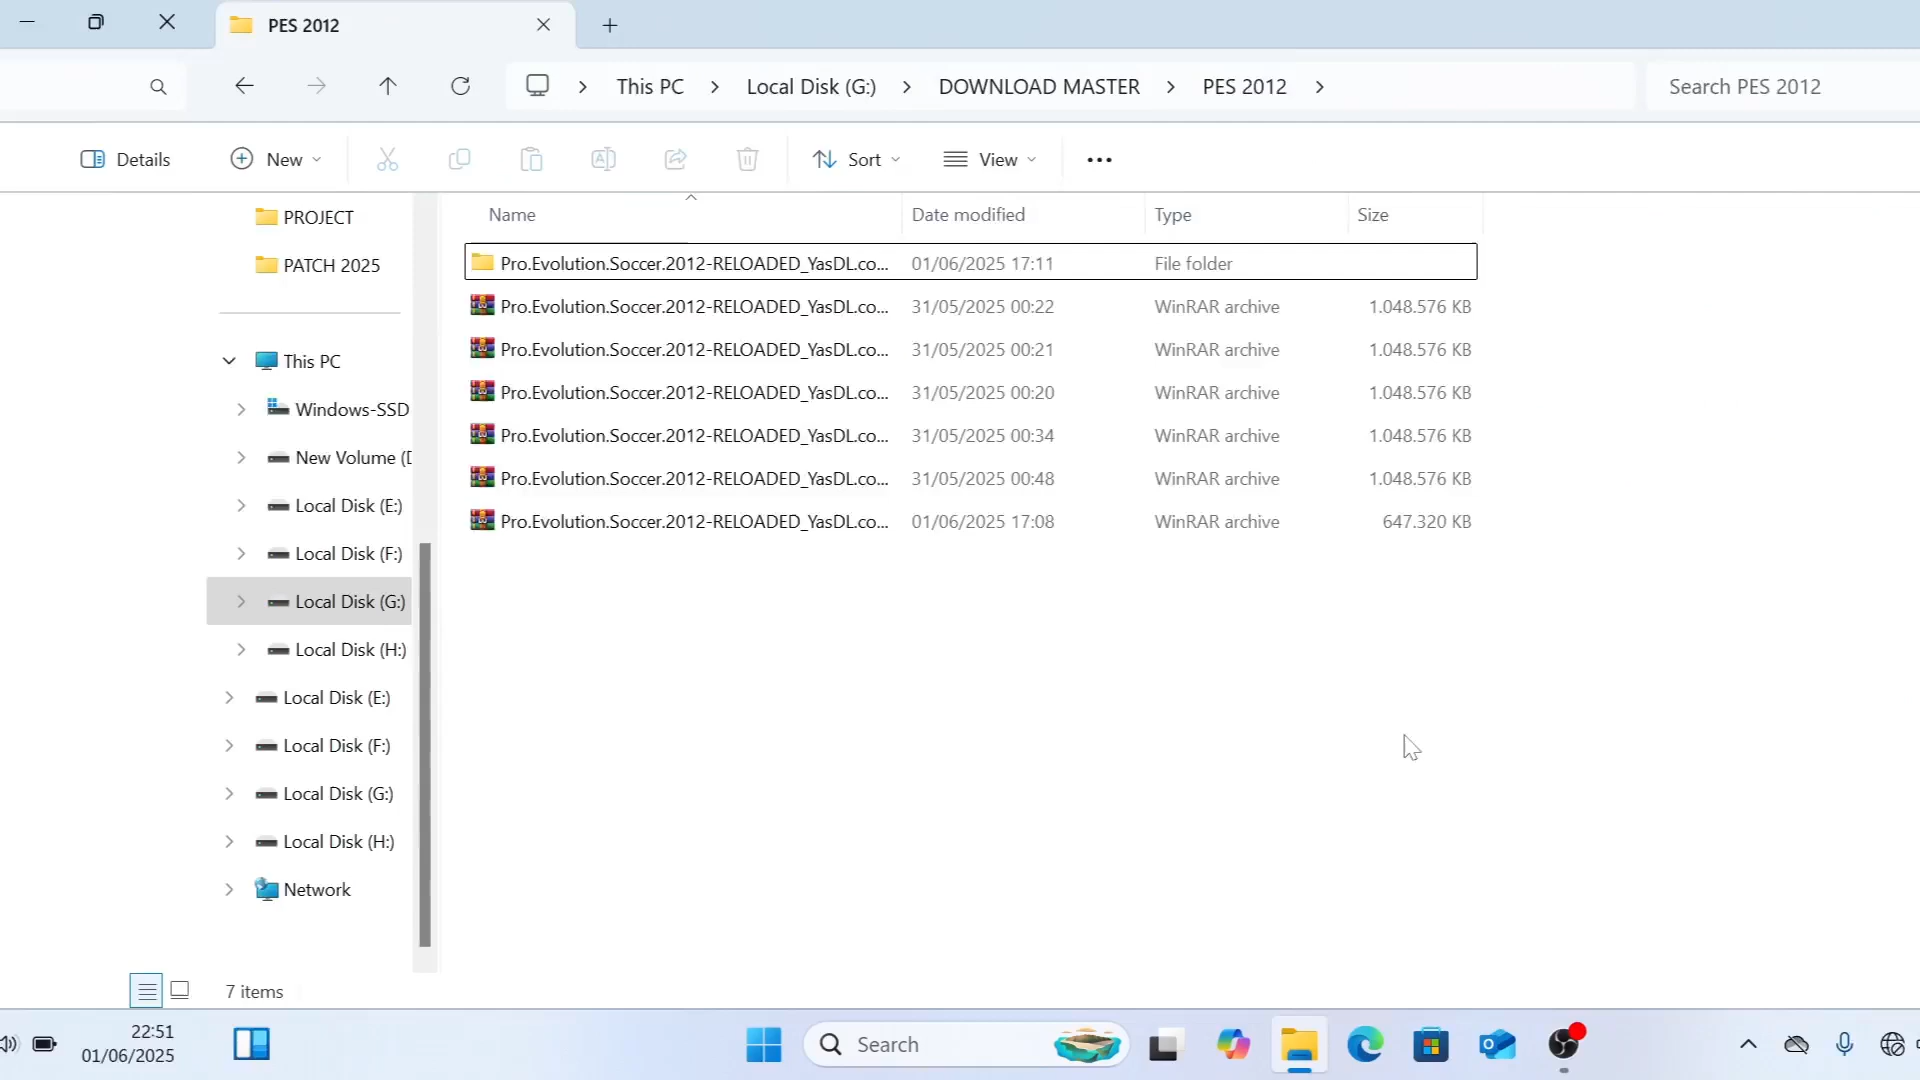 PES 2012
This PC
Local Disk (G:)
DOWNLOAD MASTER
PES 2012
Search PES 2012
Details
New
Sort
View
PROJECT
PATCH 2025
This PC
Windows-SSD
New Volume (D
Local Disk (E:)
Local Disk (F:)
Local Disk (G:)
Local Disk (H:)
Local Disk (E:)
Local Disk (F:)
Local Disk (G:)
Local Disk (H:)
Network
Name Date modified Type Size
Pro.Evolution.Soccer.2012-RELOADED_YasDL.co... 01/06/2025 17:11 File folder
Pro.Evolution.Soccer.2012-RELOADED_YasDL.co... 31/05/2025 00:22 WinRAR archive 1.048.576 KB
Pro.Evolution.Soccer.2012-RELOADED_YasDL.co... 31/05/2025 00:21 WinRAR archive 1.048.576 KB
Pro.Evolution.Soccer.2012-RELOADED_YasDL.co... 31/05/2025 00:20 WinRAR archive 1.048.576 KB
Pro.Evolution.Soccer.2012-RELOADED_YasDL.co... 31/05/2025 00:34 WinRAR archive 1.048.576 KB
Pro.Evolution.Soccer.2012-RELOADED_YasDL.co... 31/05/2025 00:48 WinRAR archive 1.048.576 KB
Pro.Evolution.Soccer.2012-RELOADED_YasDL.co... 01/06/2025 17:08 WinRAR archive 647.320 KB
7 items
22:51
01/06/2025
Search